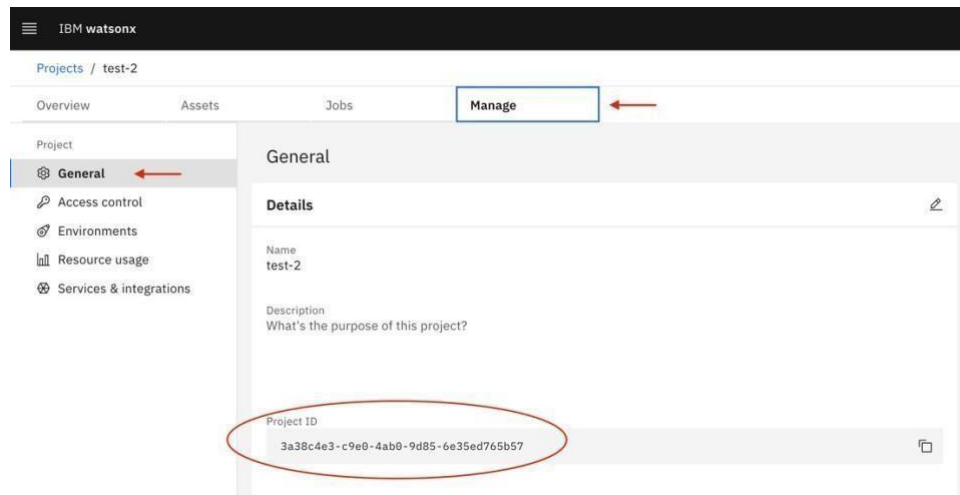 IBM watsonx
Projects / test-2
Overview Assets Jobs Manage
Project
General
Access control
Environments
Resource usage
Services & integrations
General
Details
Name
test-2
Description
What's the purpose of this project?
Project ID
3a38c4e3-c9e0-4ab0-9d85-6e35ed765b57